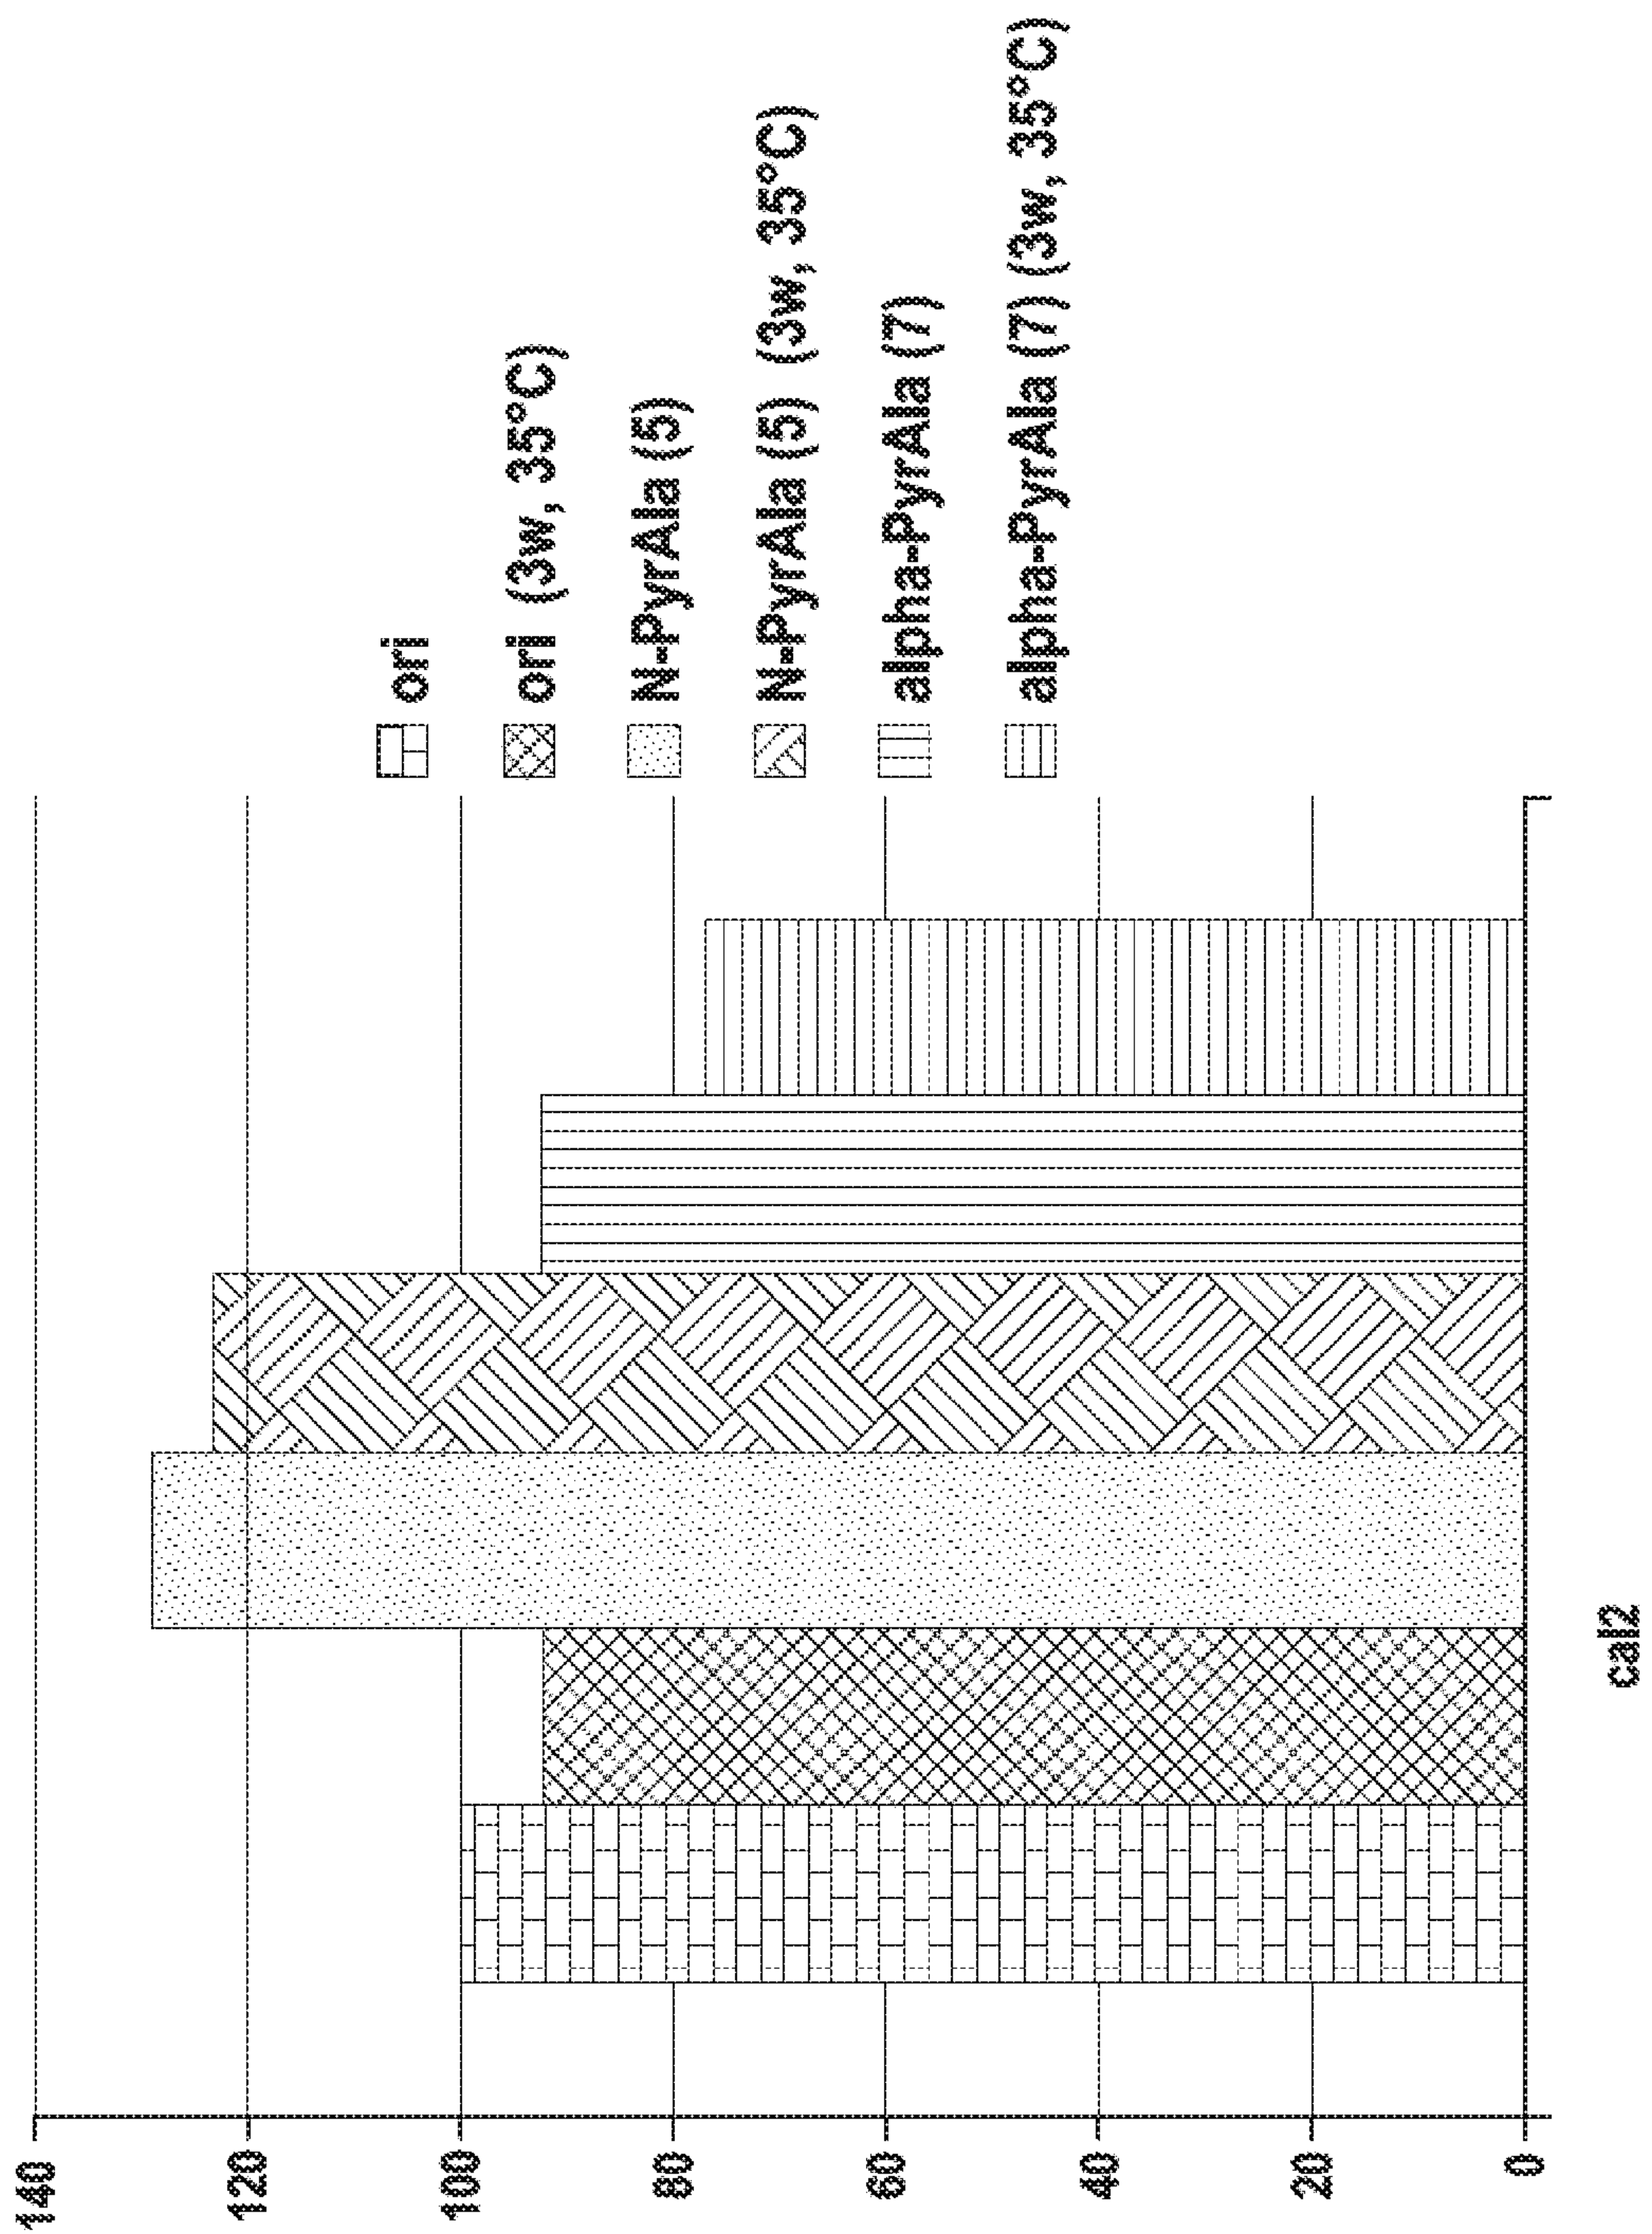 140
120
100
80
60
40
20
0
cal2
ori
ori (3w, 35°C)
N-PyrAla (5)
N-PyrAla (5) (3w, 35°C)
alpha-PyrAla (7)
alpha-PyrAla (7) (3w, 35°C)